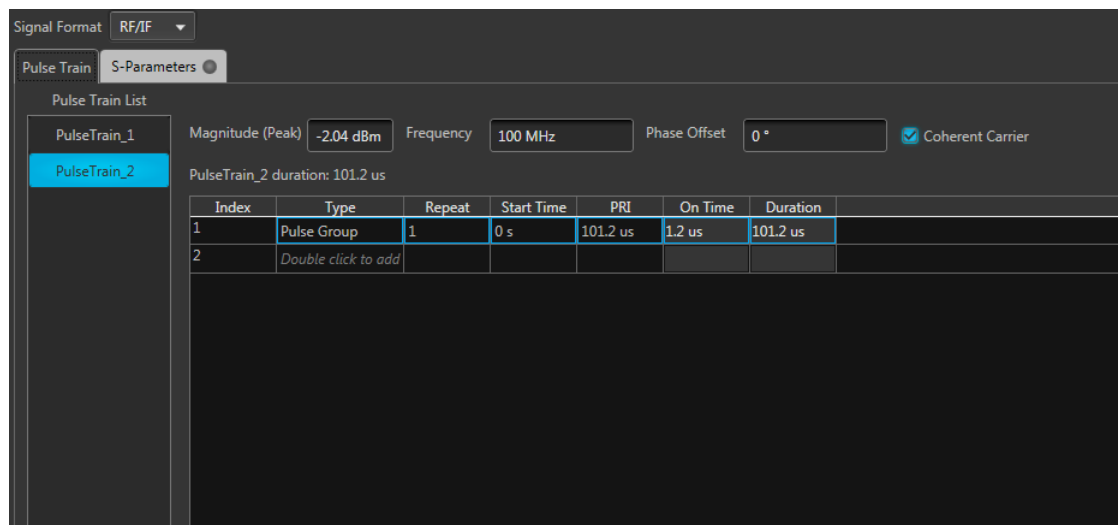 Signal Format RF/IF
Pulse Train S-Parameters
Pulse Train List
PulseTrain_1
PulseTrain_2
Magnitude (Peak) -2.04 dBm Frequency 100 MHz Phase Offset 0 ° Coherent Carrier
PulseTrain_2 duration: 101.2 us
Index Type Repeat Start Time PRI On Time Duration
1 Pulse Group 1 0 s 101.2 us 1.2 us 101.2 us
2 Double click to add